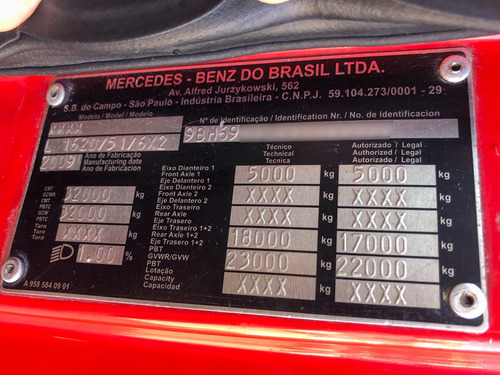 MERCEDES - BENZ DO BRASIL LTDA.
Av. Alfred Jurzykowski, 562
S.B. do Campo - São Paulo - Indústria Brasileira - C.N.P.J. 59.104.273/0001 - 29
Modelo / Model / Modelo
Nº de Identificação / Identification Nr. / No. de Identificacion
XXXX
9BM69
L 1620/51/6X2
2009
Ano de Fabricação
Manufacturing date
Ano de Fabricacion
Técnico Technical Tecnica
Autorizado / Legal
Authorized / Legal
Autorizado / Legal
Eixo Dianteiro 1
Front Axle 1
Eje Delantero 1
5000 kg 5000 kg
Eixo Dianteiro 2
Front Axle 2
Eje Delantero 2
XXXX kg XXXX kg
Eixo Traseiro
Rear Axle
Eje Trasero
XXXX kg XXXX kg
Eixo Traseiro 1+2
Rear Axle 1+2
Eje Trasero 1+2
kg 17000 kg
PBT
GVWR/GVW
PBT
23000 kg 22000 kg
Lotação
Capacity
Capacidad
XXXX kg XXXX kg
CMT
GCWR
CMT
32000 kg
PBTC
GCW
PBTC
32000 kg
Tara
Tare
Tara
XXXX kg
1.00 %
A 958 584 09 01